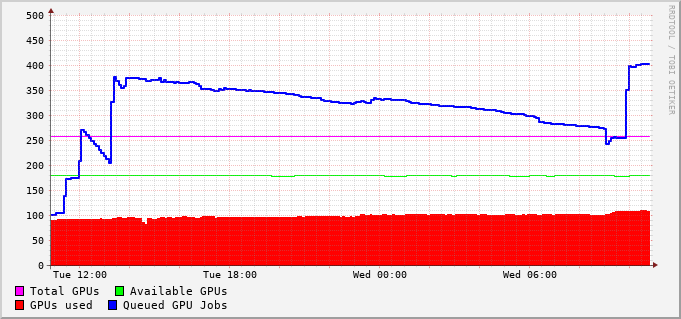 500
450
400
350
300
250
200
150
100
50
0
Tue 12:00 Tue 18:00 Wed 00:00 Wed 06:00
Total GPUs Available GPUs
GPUs used Queued GPU Jobs
RRDTOOL / TOBI OETIKER